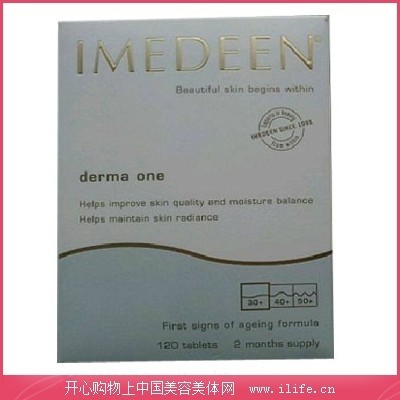 IMEDEEN®
Beautiful skin begins within
IMEDEEN SINCE 1985
derma one
Helps improve skin quality and moisture balance
Helps maintain skin radiance
30+ 40+ 50+
First signs of ageing formula
120 tablets 2 months supply
开心购物上中国美容美体网 www.ilife.cn